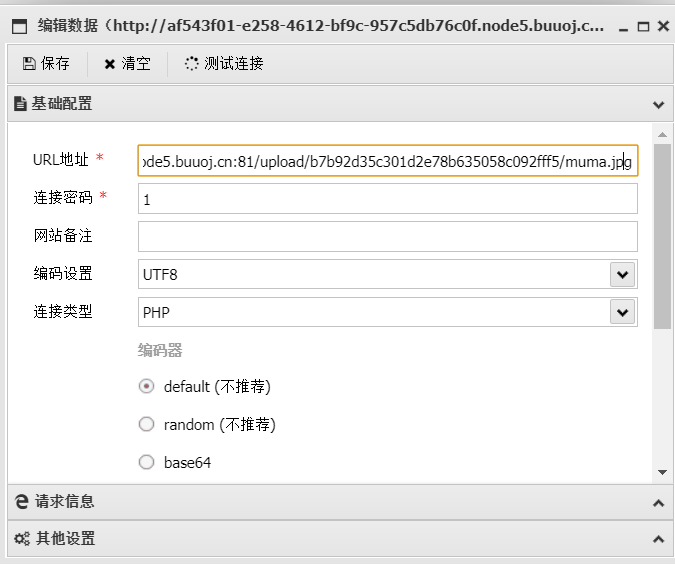 编辑数据（http://af543f01-e258-4612-bf9c-957c5db76c0f.node5.buuoj.c...
保存 清空 测试连接
基础配置
URL地址 * ode5.buuoj.cn:81/upload/b7b92d35c301d2e78b635058c092fff5/muma.jpg
连接密码 * 1
网站备注
编码设置 UTF8
连接类型 PHP
编码器
default (不推荐)
random (不推荐)
base64
请求信息
其他设置